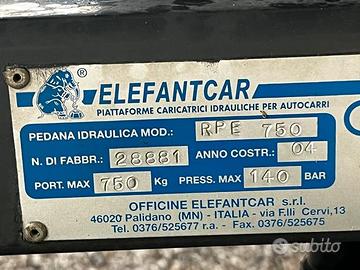 ®
ELEFANTCAR
PIATTAFORME CARICATRICI IDRAULICHE PER AUTOCARRI
PEDANA IDRAULICA MOD.: RPE 750
N. DI FABBR.: 28881 ANNO COSTR.: 04
PORT. MAX 750 Kg PRESS. MAX 140 BAR
OFFICINE ELEFANTCAR s.r.l.
46020 Palidano (MN) - ITALIA - via F.lli Cervi,13
Tel. 0376/525677 r.a. - Fax. 0376/525675
subito